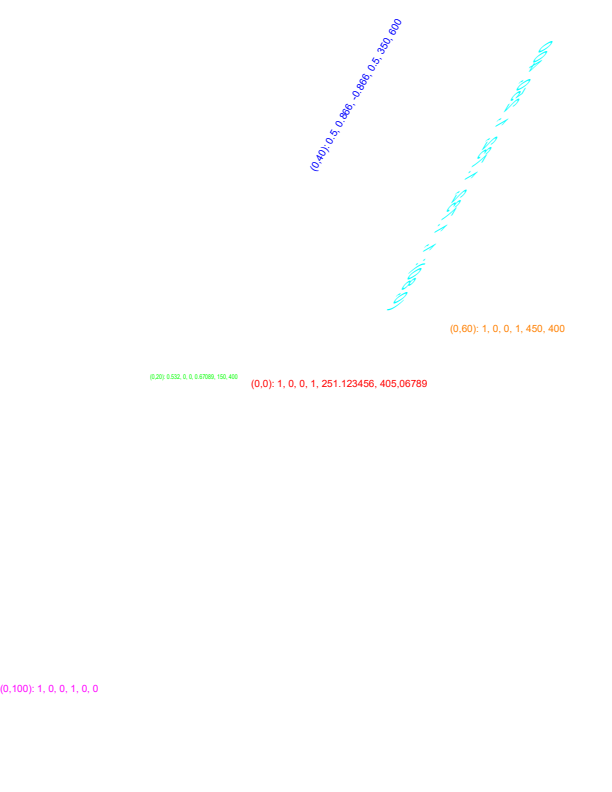 (0,40): 0.5, 0.866, -0.866, 0.5, 350, 600
(0,60): 1, 0, 0, 1, 450, 400
(0,20): 0.532, 0, 0, 0.67089, 150, 400
(0,0): 1, 0, 0, 1, 251.123456, 405,06789
(0,100): 1, 0, 0, 1, 0, 0